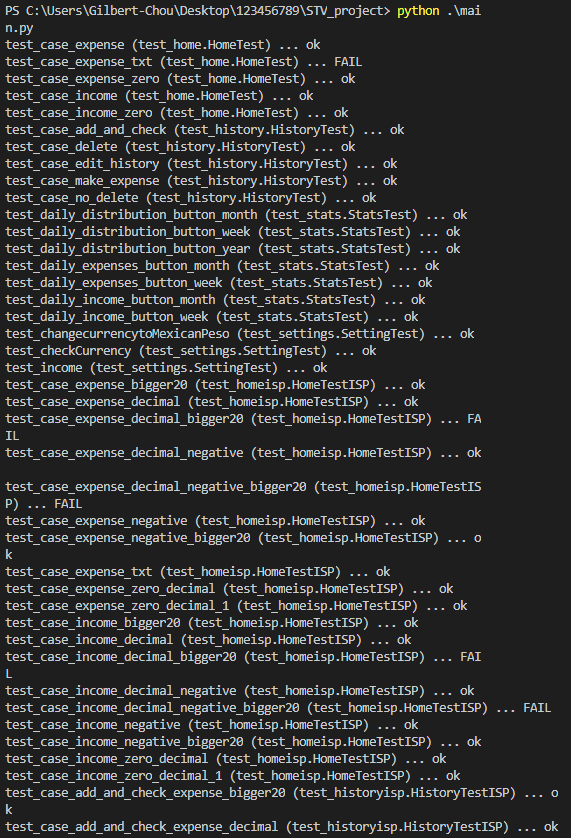 PS C:\Users\Gilbert-Chou\Desktop\123456789\STV_project> python .\mai
n.py
test_case_expense (test_home.HomeTest) ... ok
test_case_expense_txt (test_home.HomeTest) ... FAIL
test_case_expense_zero (test_home.HomeTest) ... ok
test_case_income (test_home.HomeTest) ... ok
test_case_income_zero (test_home.HomeTest) ... ok
test_case_add_and_check (test_history.HistoryTest) ... ok
test_case_delete (test_history.HistoryTest) ... ok
test_case_edit_history (test_history.HistoryTest) ... ok
test_case_make_expense (test_history.HistoryTest) ... ok
test_case_no_delete (test_history.HistoryTest) ... ok
test_daily_distribution_button_month (test_stats.StatsTest) ... ok
test_daily_distribution_button_week (test_stats.StatsTest) ... ok
test_daily_distribution_button_year (test_stats.StatsTest) ... ok
test_daily_expenses_button_month (test_stats.StatsTest) ... ok
test_daily_expenses_button_week (test_stats.StatsTest) ... ok
test_daily_income_button_month (test_stats.StatsTest) ... ok
test_daily_income_button_week (test_stats.StatsTest) ... ok
test_changecurrencytoMexicanPeso (test_settings.SettingTest) ... ok
test_checkCurrency (test_settings.SettingTest) ... ok
test_income (test_settings.SettingTest) ... ok
test_case_expense_bigger20 (test_homeisp.HomeTestISP) ... ok
test_case_expense_decimal (test_homeisp.HomeTestISP) ... ok
test_case_expense_decimal_bigger20 (test_homeisp.HomeTestISP) ... FA
IL
test_case_expense_decimal_negative (test_homeisp.HomeTestISP) ... ok
test_case_expense_decimal_negative_bigger20 (test_homeisp.HomeTestIS
P) ... FAIL
test_case_expense_negative (test_homeisp.HomeTestISP) ... ok
test_case_expense_negative_bigger20 (test_homeisp.HomeTestISP) ... o
k
test_case_expense_txt (test_homeisp.HomeTestISP) ... ok
test_case_expense_zero_decimal (test_homeisp.HomeTestISP) ... ok
test_case_expense_zero_decimal_1 (test_homeisp.HomeTestISP) ... ok
test_case_income_bigger20 (test_homeisp.HomeTestISP) ... ok
test_case_income_decimal (test_homeisp.HomeTestISP) ... ok
test_case_income_decimal_bigger20 (test_homeisp.HomeTestISP) ... FAI
L
test_case_income_decimal_negative (test_homeisp.HomeTestISP) ... ok
test_case_income_decimal_negative_bigger20 (test_homeisp.HomeTestISP) ... FAIL
test_case_income_negative (test_homeisp.HomeTestISP) ... ok
test_case_income_negative_bigger20 (test_homeisp.HomeTestISP) ... ok
test_case_income_zero_decimal (test_homeisp.HomeTestISP) ... ok
test_case_income_zero_decimal_1 (test_homeisp.HomeTestISP) ... ok
test_case_add_and_check_expense_bigger20 (test_historyisp.HistoryTestISP) ... o
k
test_case_add_and_check_expense_decimal (test_historyisp.HistoryTestISP) ... ok